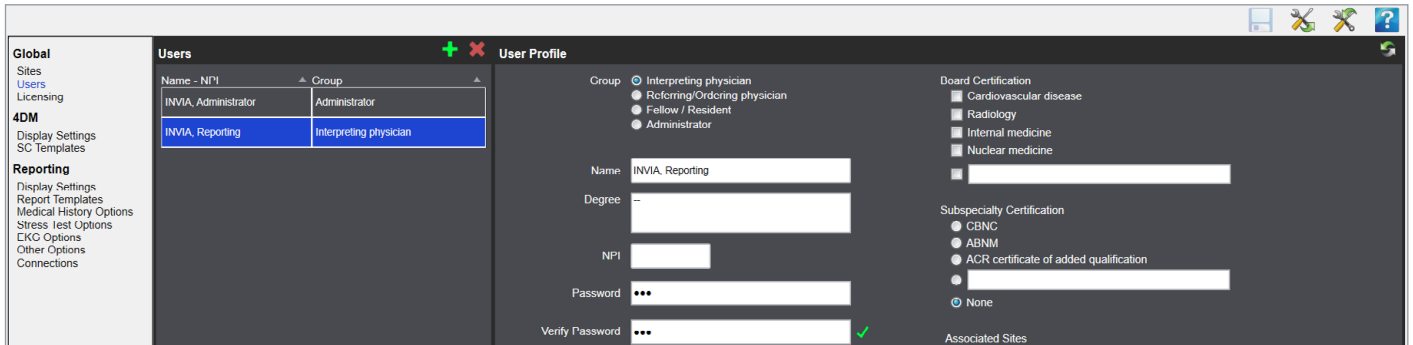 ?
Global
Sites
Users
Licensing
4DM
Display Settings
SC Templates
Reporting
Display Settings
Report Templates
Medical History Options
Stress Test Options
EKG Options
Other Options
Connections
Users
Name - NPI Group
INVIA, Administrator Administrator
INVIA, Reporting Interpreting physician
User Profile
Group Interpreting physician
Referring/Ordering physician
Fellow / Resident
Administrator
Name INVIA, Reporting
Degree --
NPI
Password •••
Verify Password •••
Board Certification
Cardiovascular disease
Radiology
Internal medicine
Nuclear medicine
Subspecialty Certification
CBNC
ABNM
ACR certificate of added qualification
None
Associated Sites